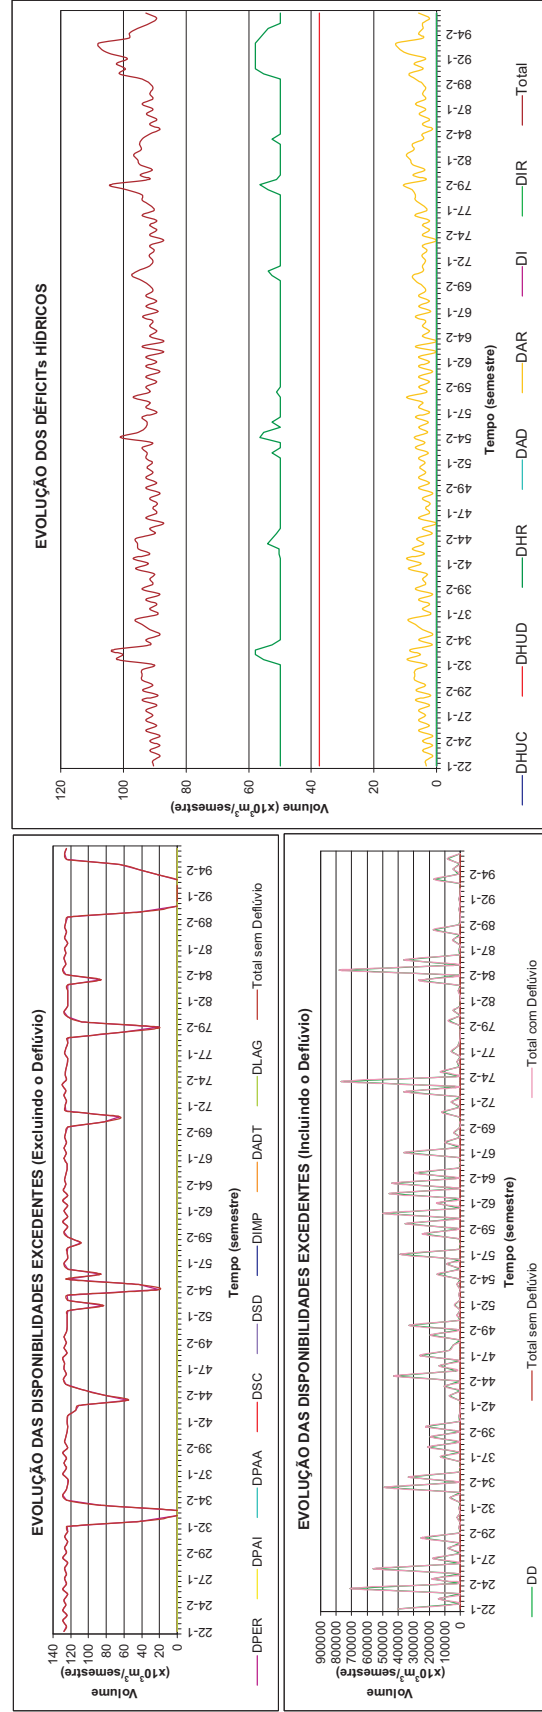 EVOLUÇÃO DAS DISPONIBILIDADES EXCEDENTES (Excluindo o Deflúvio)
Volume
(x10³m³/semestre)
140
120
100
80
60
40
20
0
22-1 24-2 27-1 29-2 32-1 34-2 37-1 39-2 42-1 44-2 47-1 49-2 52-1 54-2 57-1 59-2 62-1 64-2 67-1 69-2 72-1 74-2 77-1 79-2 82-1 84-2 87-1 89-2 92-1 94-2
Tempo (semestre)
DPER DPAI DPAA DSC DSD DIMP DADT DLAG Total sem Deflúvio
EVOLUÇÃO DAS DISPONIBILIDADES EXCEDENTES (Incluindo o Deflúvio)
Volume
(x10³m³/semestre)
900000
800000
700000
600000
500000
400000
300000
200000
100000
0
22-1 24-2 27-1 29-2 32-1 34-2 37-1 39-2 42-1 44-2 47-1 49-2 52-1 54-2 57-1 59-2 62-1 64-2 67-1 69-2 72-1 74-2 77-1 79-2 82-1 84-2 87-1 89-2 92-1 94-2
Tempo (semestre)
DD Total sem Deflúvio Total com Deflúvio
EVOLUÇÃO DOS DÉFICITs HÍDRICOS
Volume (x10³m³/semestre)
120
100
80
60
40
20
0
22-1 24-2 27-1 29-2 32-1 34-2 37-1 39-2 42-1 44-2 47-1 49-2 52-1 54-2 57-1 59-2 62-1 64-2 67-1 69-2 72-1 74-2 77-1 79-2 82-1 84-2 87-1 89-2 92-1 94-2
Tempo (semestre)
DHUC DHUD DHR DAD DAR DI DIR Total